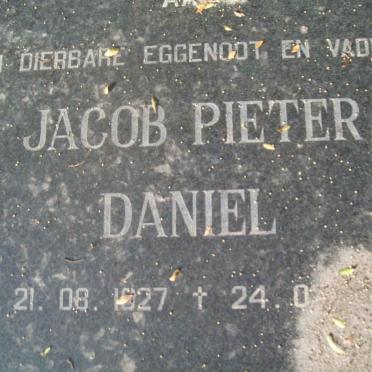 DIERBARE EGGENOOT EN
JACOB PIETER
DANIEL
21. 08. 1927 † 24. 0